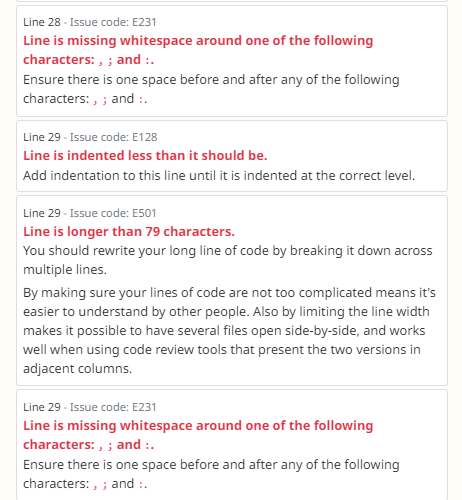 Line 28 - Issue code: E231
Line is missing whitespace around one of the following
characters: , ; and :.
Ensure there is one space before and after any of the following
characters: , ; and :.
Line 29 - Issue code: E128
Line is indented less than it should be.
Add indentation to this line until it is indented at the correct level.
Line 29 - Issue code: E501
Line is longer than 79 characters.
You should rewrite your long line of code by breaking it down across
multiple lines.
By making sure your lines of code are not too complicated means it's
easier to understand by other people. Also by limiting the line width
makes it possible to have several files open side-by-side, and works
well when using code review tools that present the two versions in
adjacent columns.
Line 29 - Issue code: E231
Line is missing whitespace around one of the following
characters: , ; and :.
Ensure there is one space before and after any of the following
characters: , ; and :.